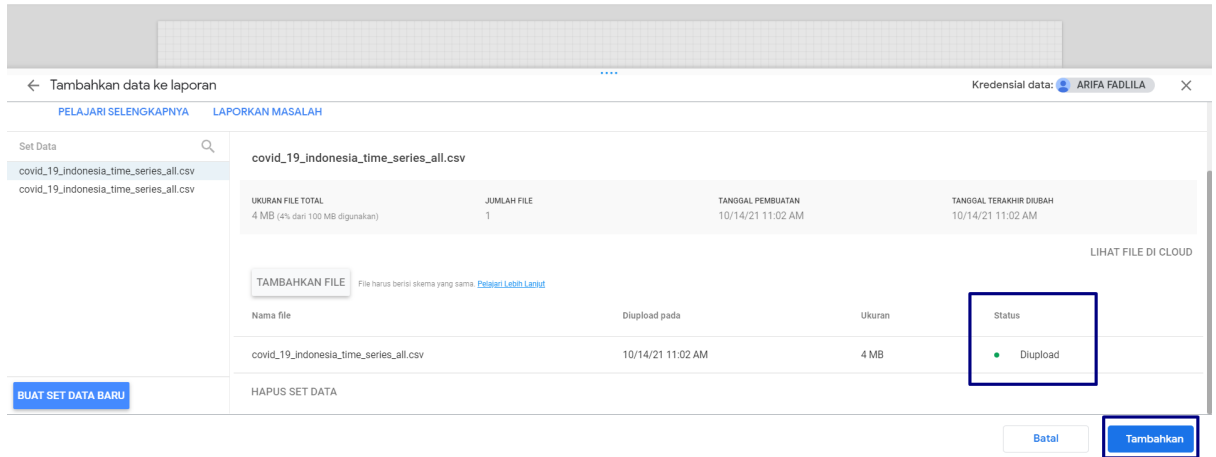 Tambahkan data ke laporan
Kredensial data: ARIFA FADLILA
PELAJARI SELENGKAPNYA LAPORKAN MASALAH
Set Data
covid_19_indonesia_time_series_all.csv
covid_19_indonesia_time_series_all.csv
BUAT SET DATA BARU
covid_19_indonesia_time_series_all.csv
UKURAN FILE TOTAL JUMLAH FILE TANGGAL PEMBUATAN TANGGAL TERAKHIR DIUBAH
4 MB (4% dari 100 MB digunakan) 1 10/14/21 11:02 AM 10/14/21 11:02 AM
LIHAT FILE DI CLOUD
TAMBAHKAN FILE File harus berisi skema yang sama. Pelajari Lebih Lanjut
Nama file Diupload pada Ukuran Status
covid_19_indonesia_time_series_all.csv 10/14/21 11:02 AM 4 MB Diupload
HAPUS SET DATA
Batal Tambahkan